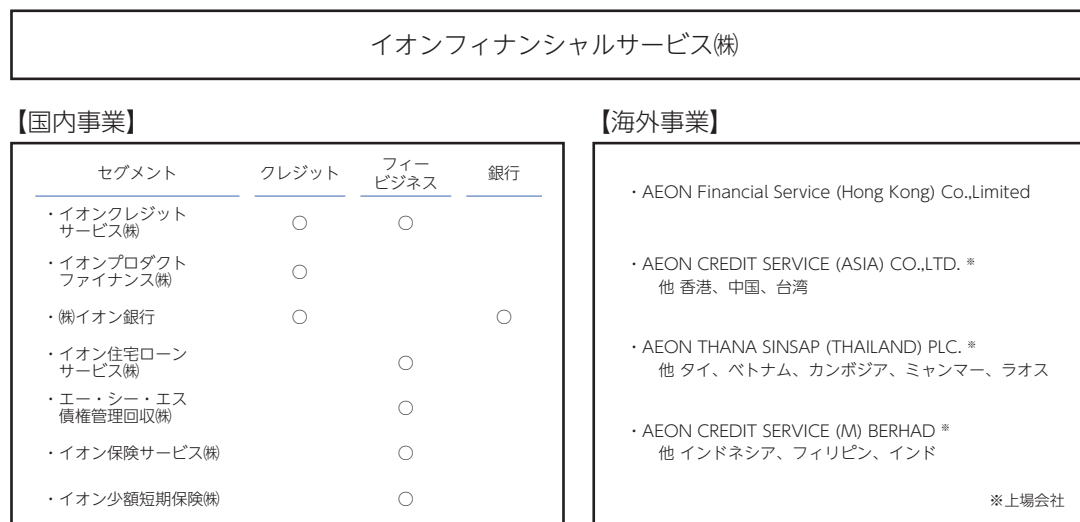 イオンフィナンシャルサービス㈱
【国内事業】
セグメント クレジット フィー
ビジネス 銀行
・イオンクレジット
サービス㈱ ○ ○
・イオンプロダクト
ファイナンス㈱ ○
・㈱イオン銀行 ○ ○
・イオン住宅ローン
サービス㈱ ○
・エー・シー・エス
債権管理回収㈱ ○
・イオン保険サービス㈱ ○
・イオン少額短期保険㈱ ○
【海外事業】
・AEON Financial Service (Hong Kong) Co.,Limited
・AEON CREDIT SERVICE (ASIA) CO.,LTD. ※
他 香港、中国、台湾
・AEON THANA SINSAP (THAILAND) PLC. ※
他 タイ、ベトナム、カンボジア、ミャンマー、ラオス
・AEON CREDIT SERVICE (M) BERHAD ※
他 インドネシア、フィリピン、インド
※上場会社